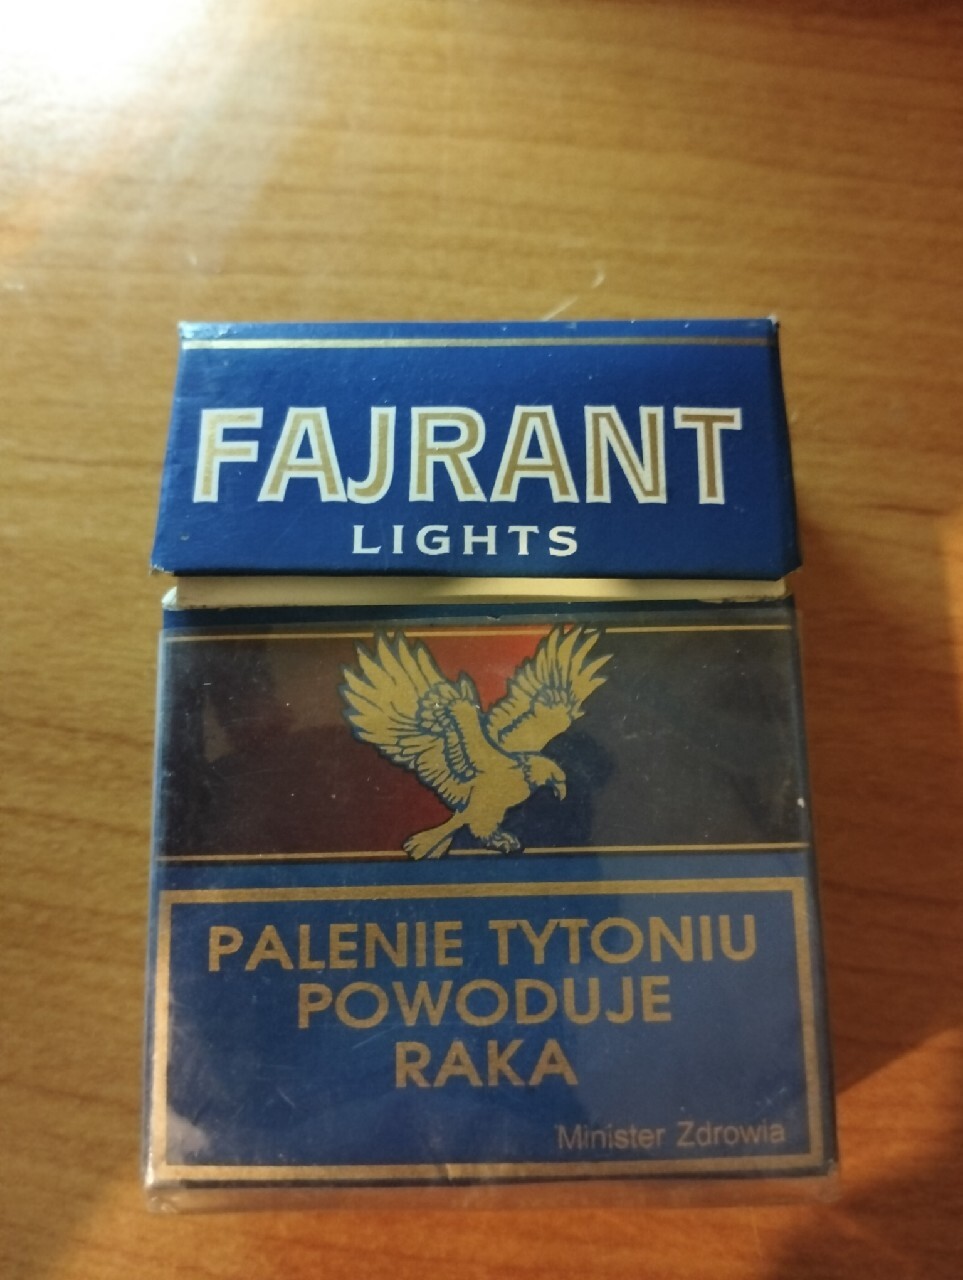 FAJRANT
LIGHTS
PALENIE TYTONIU
POWODUJE
RAKA
Minister Zdrowia